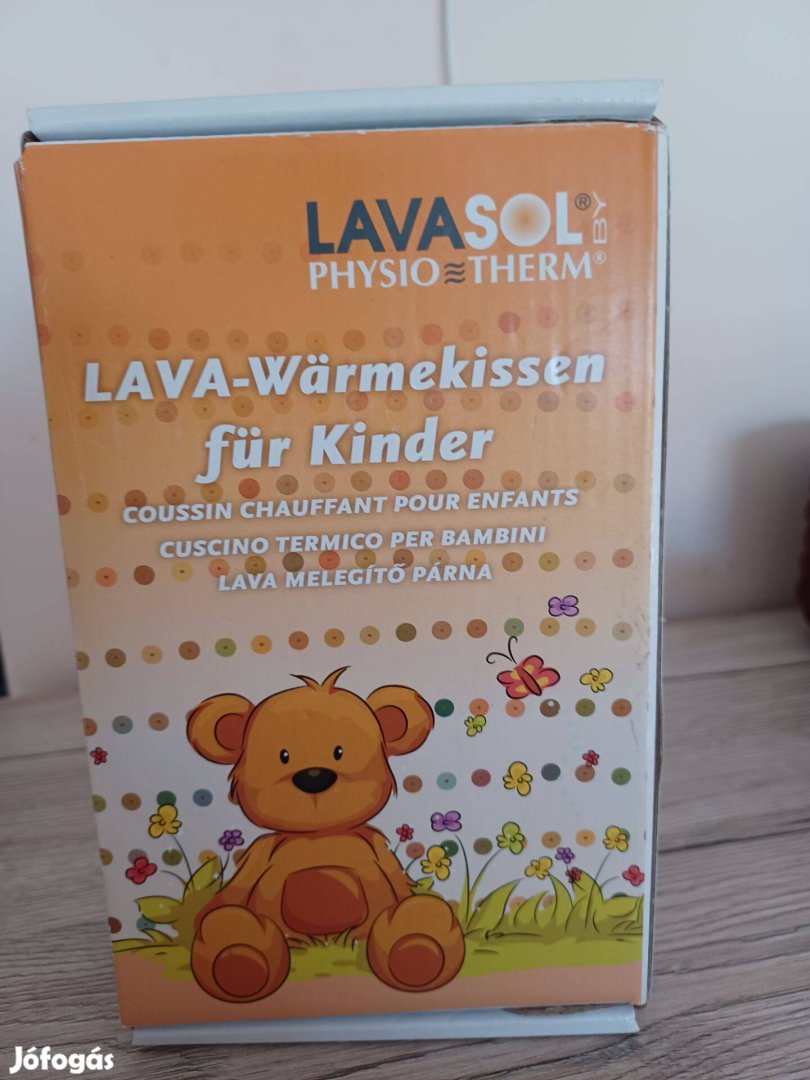 LAVASOL® BY
PHYSIO≈THERM®
LAVA-Wärmekissen
für Kinder
COUSSIN CHAUFFANT POUR ENFANTS
CUSCINO TERMICO PER BAMBINI
LAVA MELEGÍTŐ PÁRNA
Jófogás